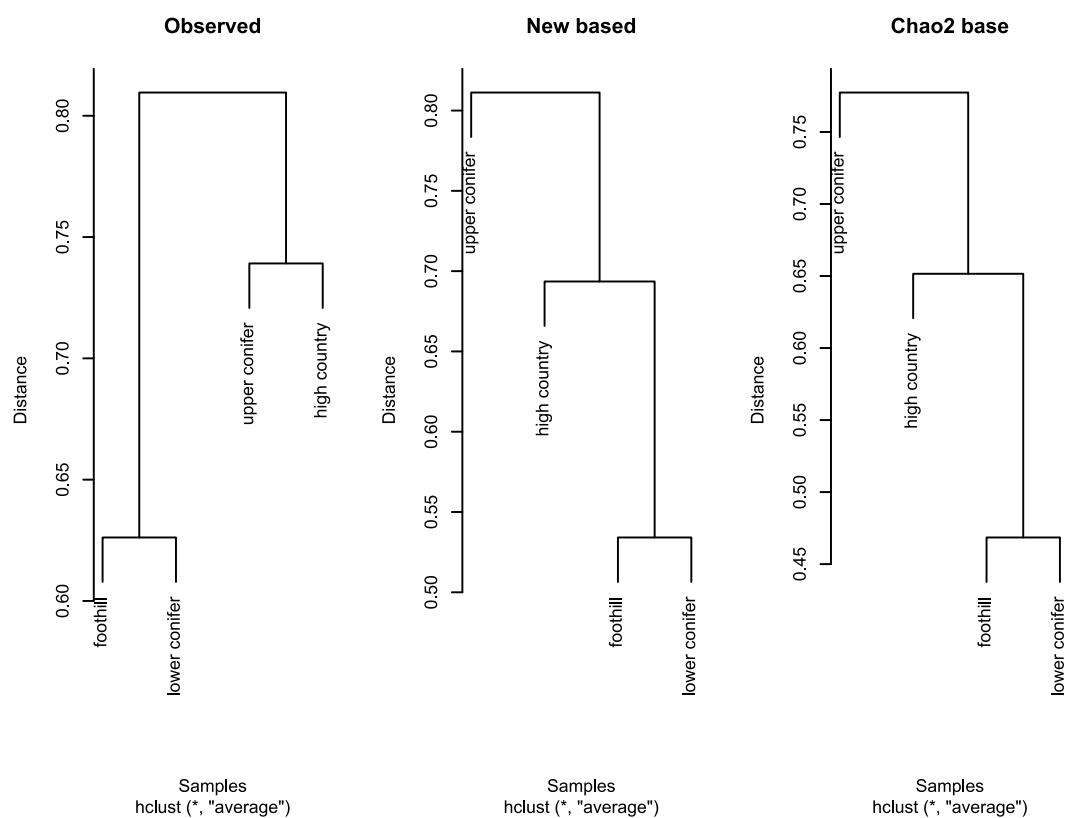 Observed
Distance
0.80
0.75
0.70
0.65
0.60
foothill
lower conifer
upper conifer
high country
Samples
hclust (*, "average")
New based
Distance
0.80
0.75
0.70
0.65
0.60
0.55
0.50
upper conifer
high country
foothill
lower conifer
Samples
hclust (*, "average")
Chao2 base
Distance
0.75
0.70
0.65
0.60
0.55
0.50
0.45
upper conifer
high country
foothill
lower conifer
Samples
hclust (*, "average")